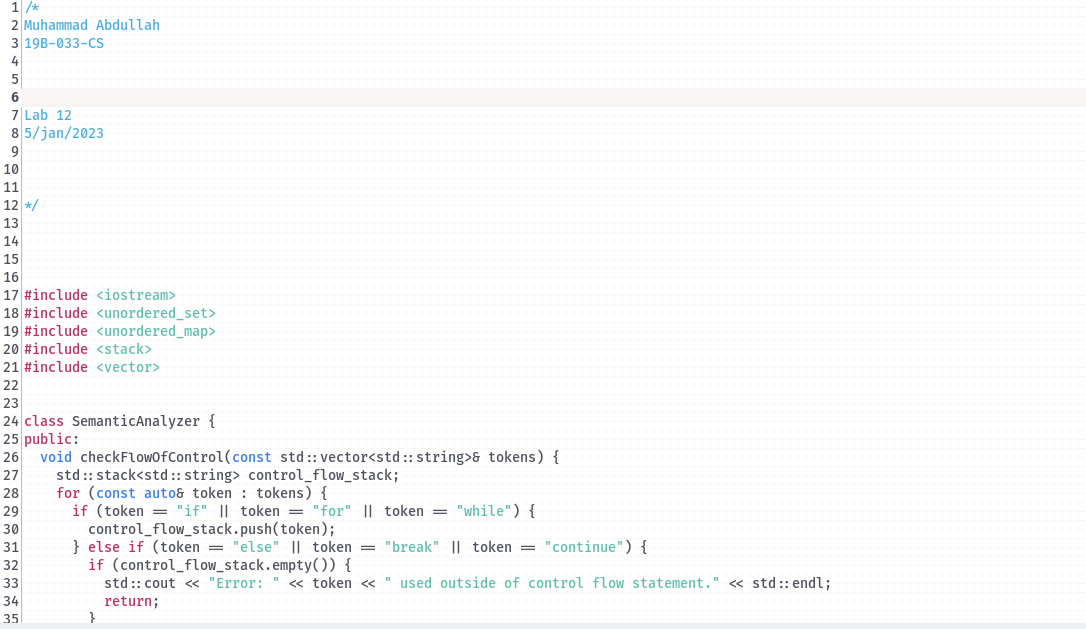 1 /*
2 Muhammad Abdullah
3 19B-033-CS
4
5
6
7 Lab 12
8 5/jan/2023
9
10
11
12 */
13
14
15
16
17 #include <iostream>
18 #include <unordered_set>
19 #include <unordered_map>
20 #include <stack>
21 #include <vector>
22
23
24 class SemanticAnalyzer {
25 public:
26   void checkFlowOfControl(const std::vector<std::string>& tokens) {
27     std::stack<std::string> control_flow_stack;
28     for (const auto& token : tokens) {
29       if (token == "if" || token == "for" || token == "while") {
30         control_flow_stack.push(token);
31       } else if (token == "else" || token == "break" || token == "continue") {
32         if (control_flow_stack.empty()) {
33           std::cout << "Error: " << token << " used outside of control flow statement." << std::endl;
34           return;
35         }